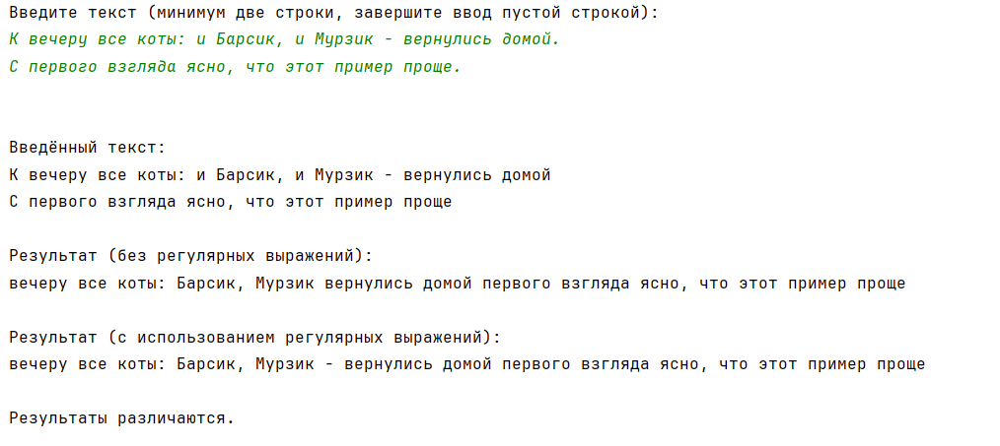 Введите текст (минимум две строки, завершите ввод пустой строкой):
К вечеру все коты: и Барсик, и Мурзик - вернулись домой.
С первого взгляда ясно, что этот пример проще.
Введённый текст:
К вечеру все коты: и Барсик, и Мурзик - вернулись домой
С первого взгляда ясно, что этот пример проще
Результат (без регулярных выражений):
вечеру все коты: Барсик, Мурзик вернулись домой первого взгляда ясно, что этот пример проще
Результат (с использованием регулярных выражений):
вечеру все коты: Барсик, Мурзик - вернулись домой первого взгляда ясно, что этот пример проще
Результаты различаются.